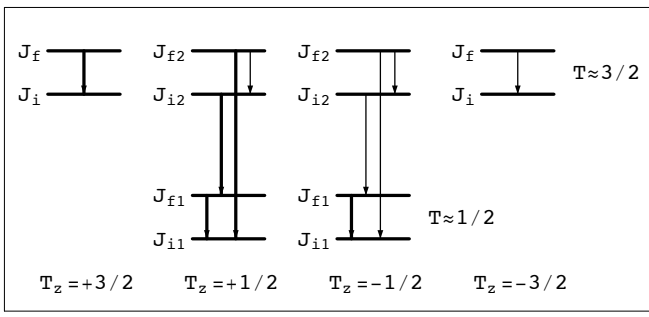 J_f J_f2 J_f2 J_f
T≈3/2
J_i J_i2 J_i2 J_i
J_f1 J_f1
T≈1/2
J_i1 J_i1
T_z=+3/2 T_z=+1/2 T_z=−1/2 T_z=−3/2